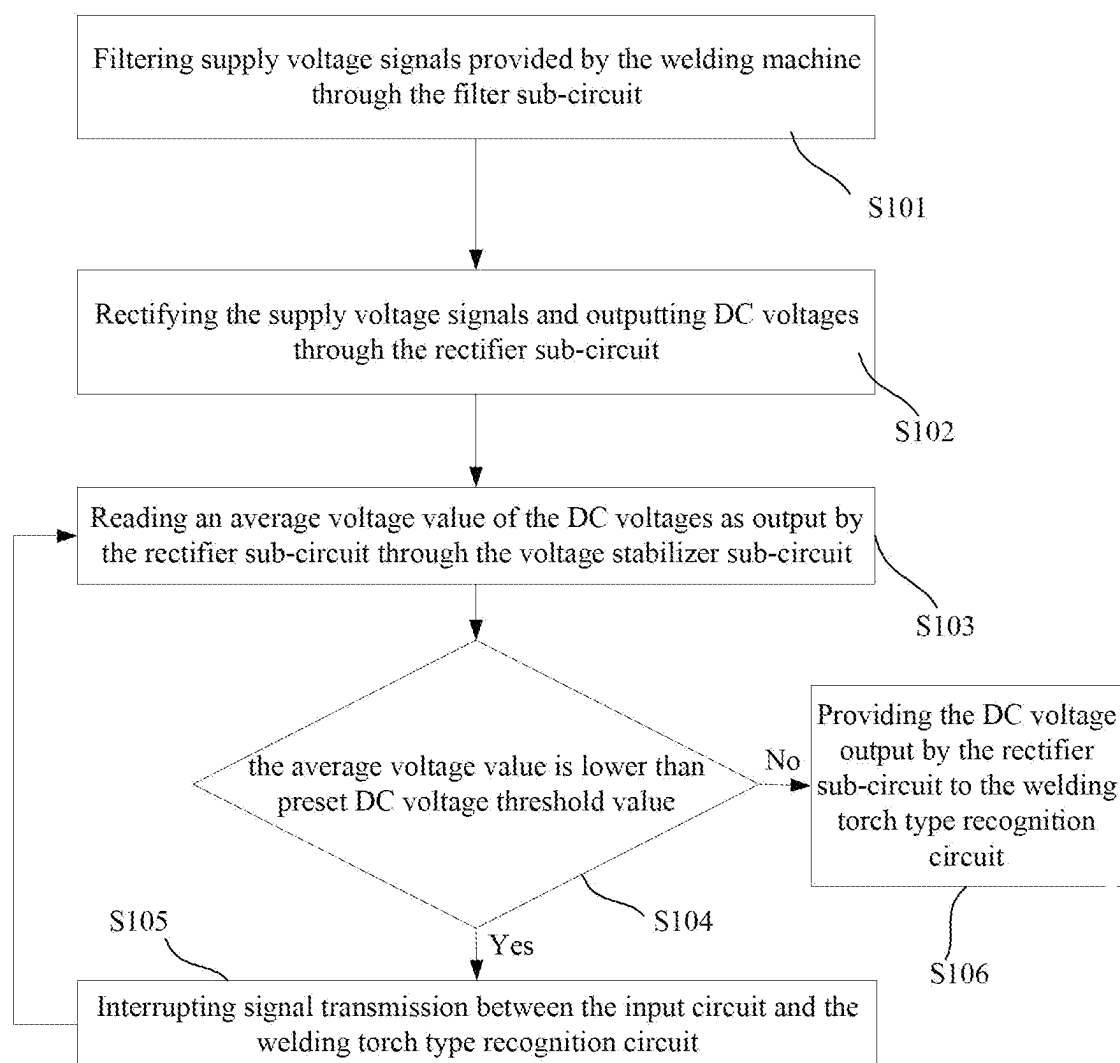 Filtering supply voltage signals provided by the welding machine
through the filter sub-circuit
S101
Rectifying the supply voltage signals and outputting DC voltages
through the rectifier sub-circuit
S102
Reading an average voltage value of the DC voltages as output by
the rectifier sub-circuit through the voltage stabilizer sub-circuit
S103
the average voltage value is lower than
preset DC voltage threshold value
S104
No
Providing the DC voltage
output by the rectifier
sub-circuit to the welding
torch type recognition
circuit
S106
Yes
S105
Interrupting signal transmission between the input circuit and the
welding torch type recognition circuit